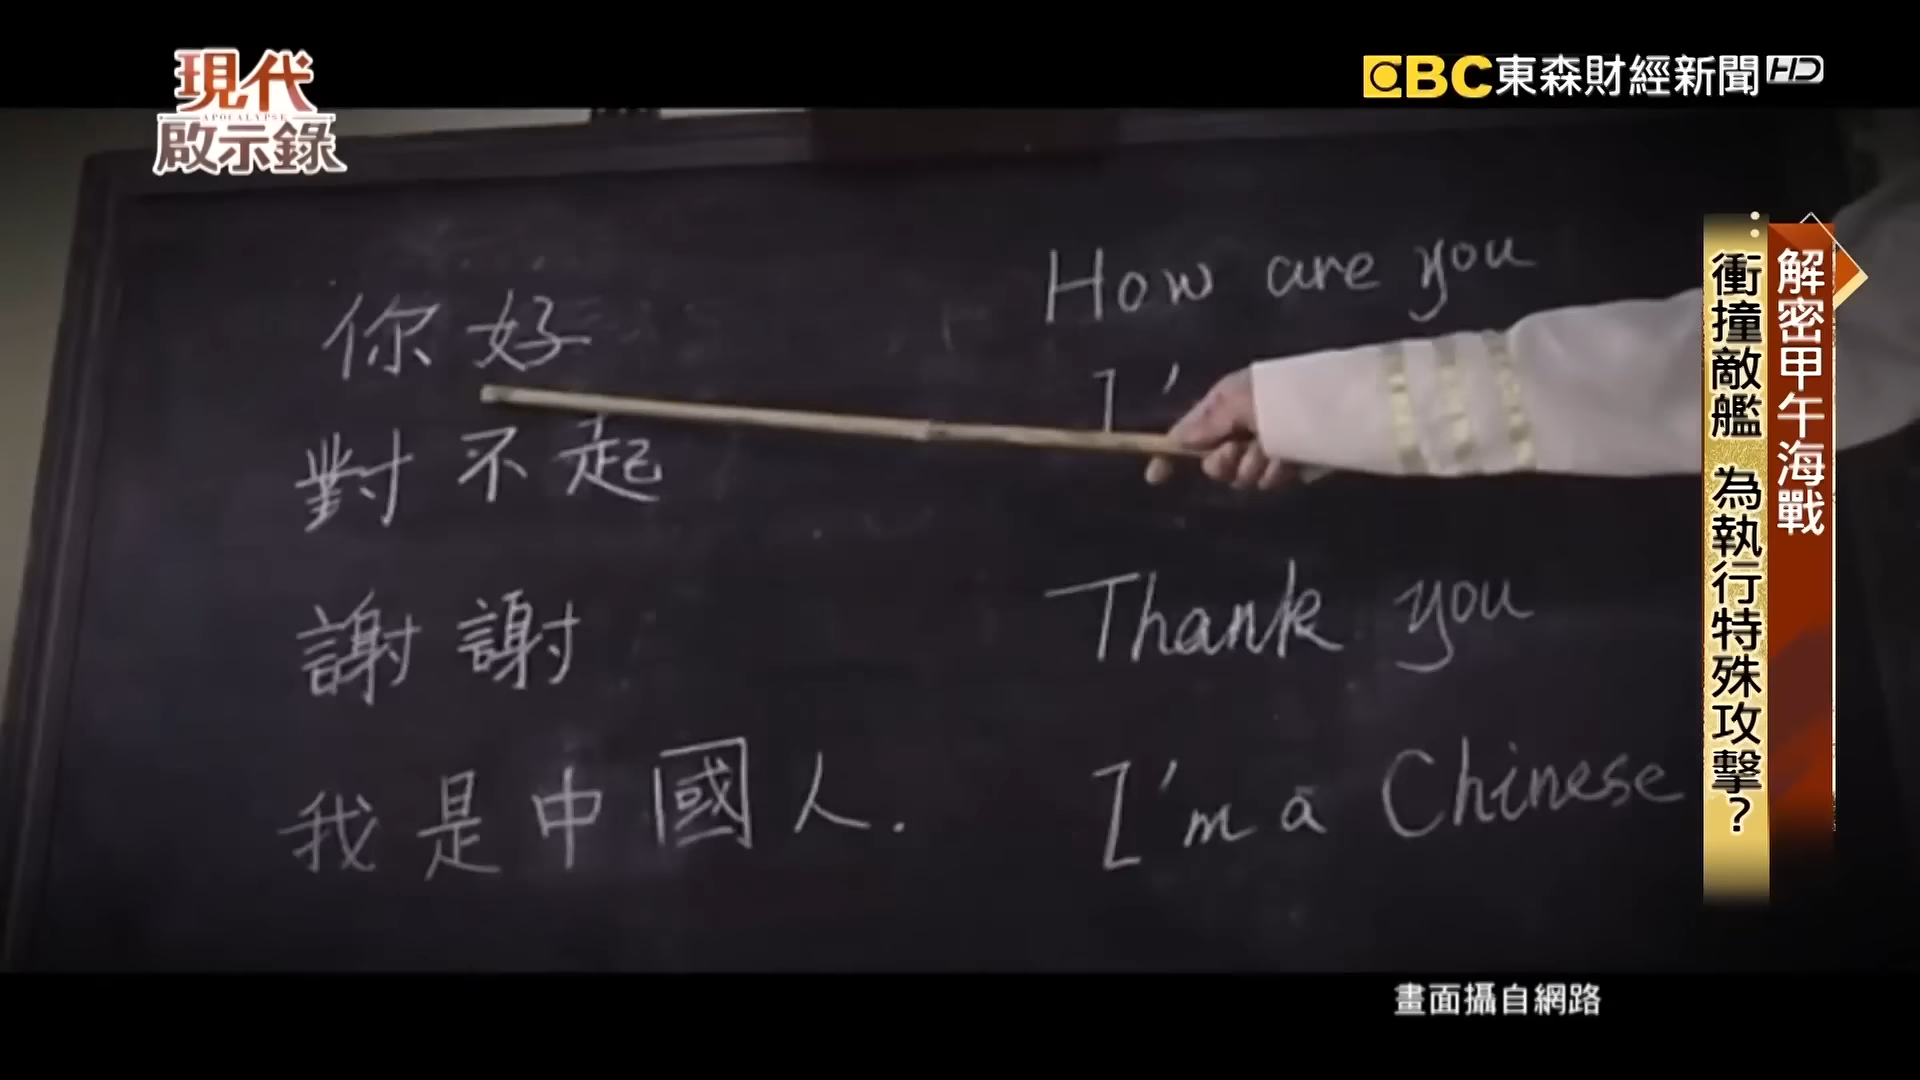 現代
APOCALYPSE
啟示錄
EBC東森財經新聞HD
解密甲午海戰
衝撞敵艦 為執行特殊攻擊？
你好
How are you
對不起
I'
謝謝
Thank you
我是中國人.
I'm a Chinese
畫面攝自網路